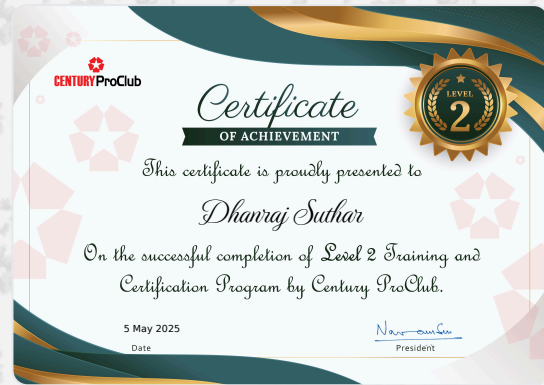 CENTURY ProClub
LEVEL
2
Certificate
OF ACHIEVEMENT
This certificate is proudly presented to
Dhanraj Suthar
On the successful completion of Level 2 Training and
Certification Program by Century ProClub.
5 May 2025
Date
President